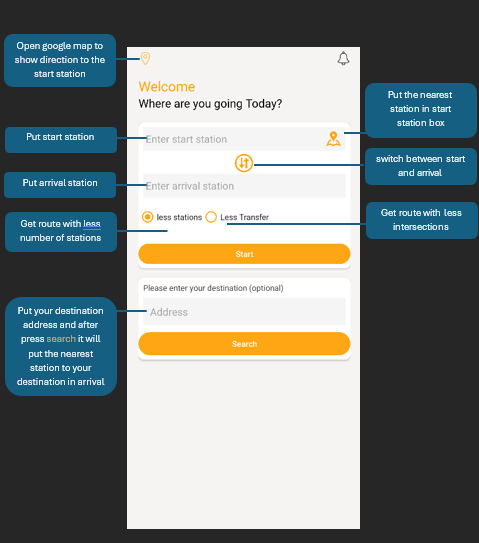 Open google map to
show direction to the
start station
Welcome
Where are you going Today?
Put the nearest
station in start
station box
Put start station
Enter start station
switch between start
and arrival
Put arrival station
Enter arrival station
Get route with less
number of stations
less stations
Less Transfer
Get route with less
intersections
Start
Please enter your destination (optional)
Put your destination
address and after
press search it will
put the nearest
station to your
destination in arrival
Address
Search